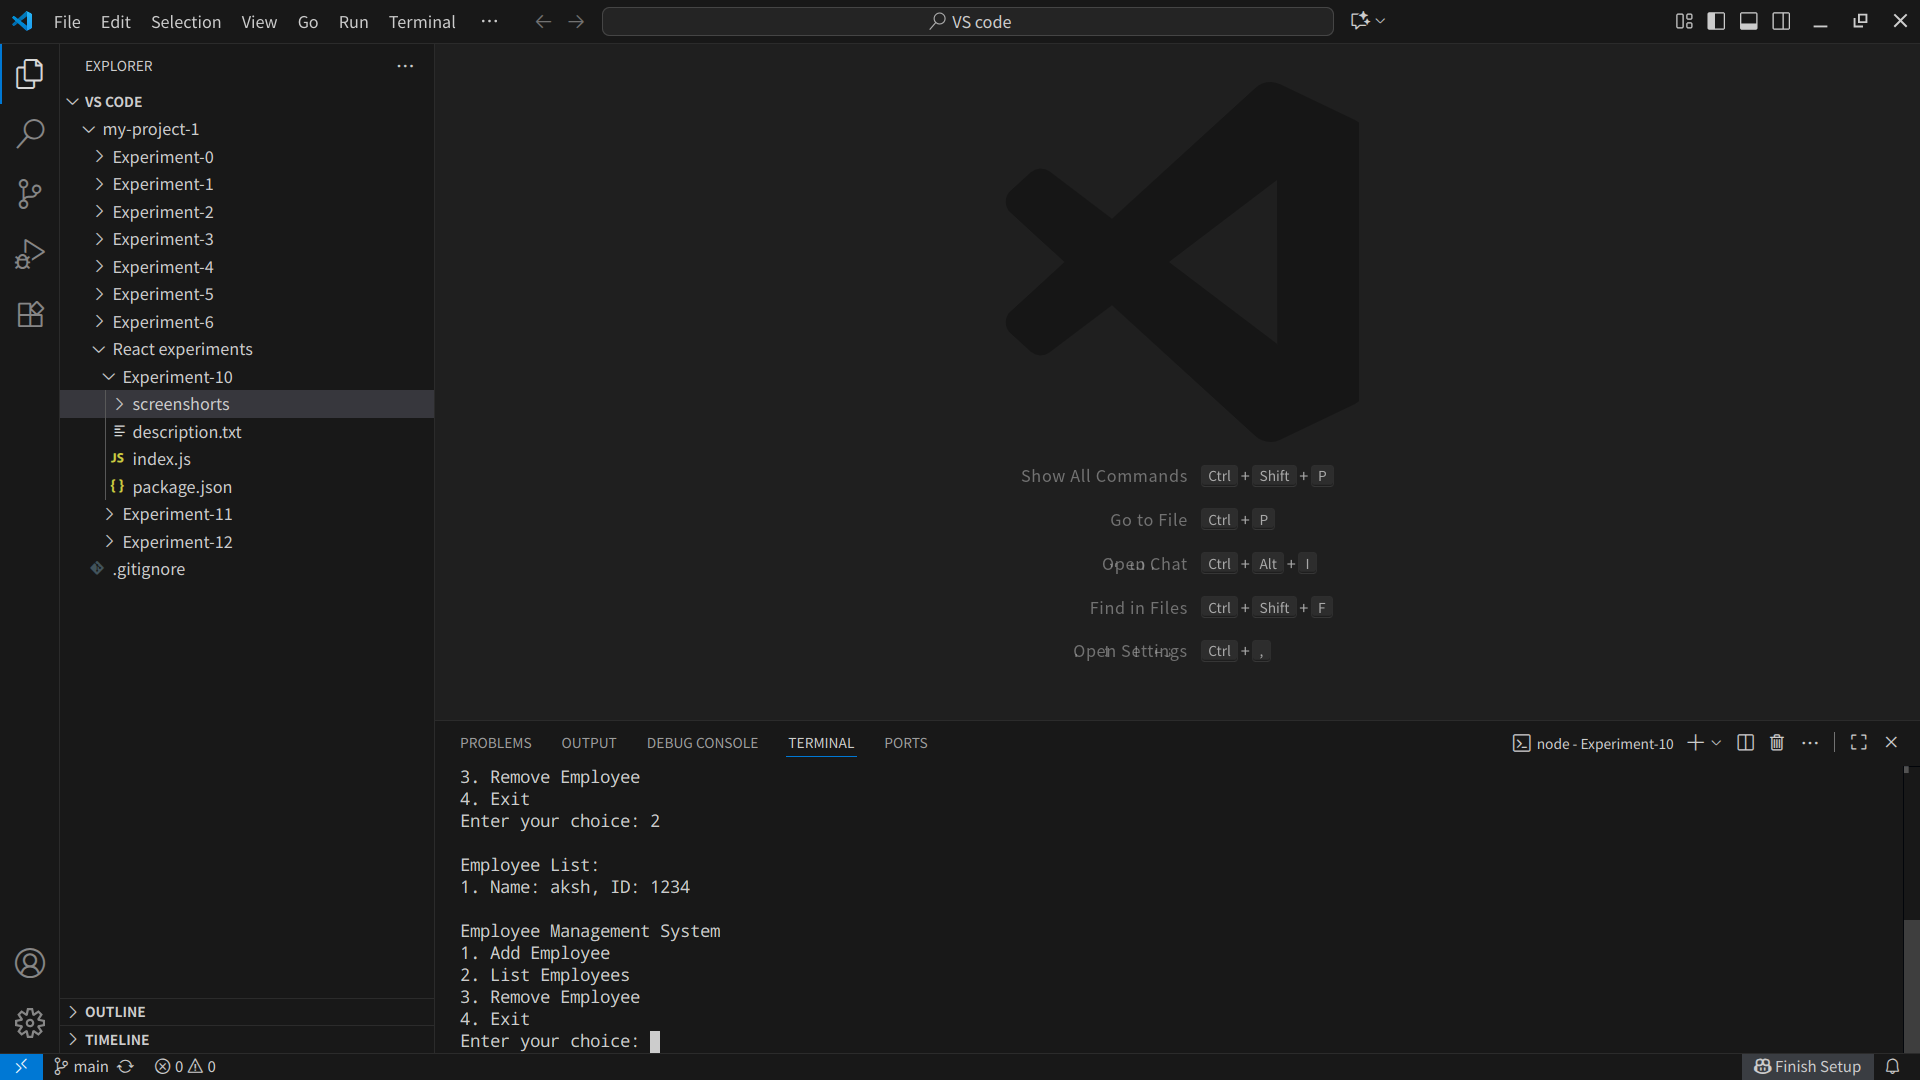 File Edit Selection View Go Run Terminal ··· VS code
EXPLORER ···
VS CODE
my-project-1
Experiment-0
Experiment-1
Experiment-2
Experiment-3
Experiment-4
Experiment-5
Experiment-6
React experiments
Experiment-10
screenshorts
description.txt
JS index.js
{} package.json
Experiment-11
Experiment-12
.gitignore
OUTLINE
TIMELINE
Show All Commands Ctrl + Shift + P
Go to File Ctrl + P
Open Chat Ctrl + Alt + I
Find in Files Ctrl + Shift + F
Open Settings Ctrl + ,
PROBLEMS OUTPUT DEBUG CONSOLE TERMINAL PORTS node - Experiment-10 ···
3. Remove Employee
4. Exit
Enter your choice: 2
Employee List:
1. Name: aksh, ID: 1234
Employee Management System
1. Add Employee
2. List Employees
3. Remove Employee
4. Exit
Enter your choice:
main 0 0 Finish Setup